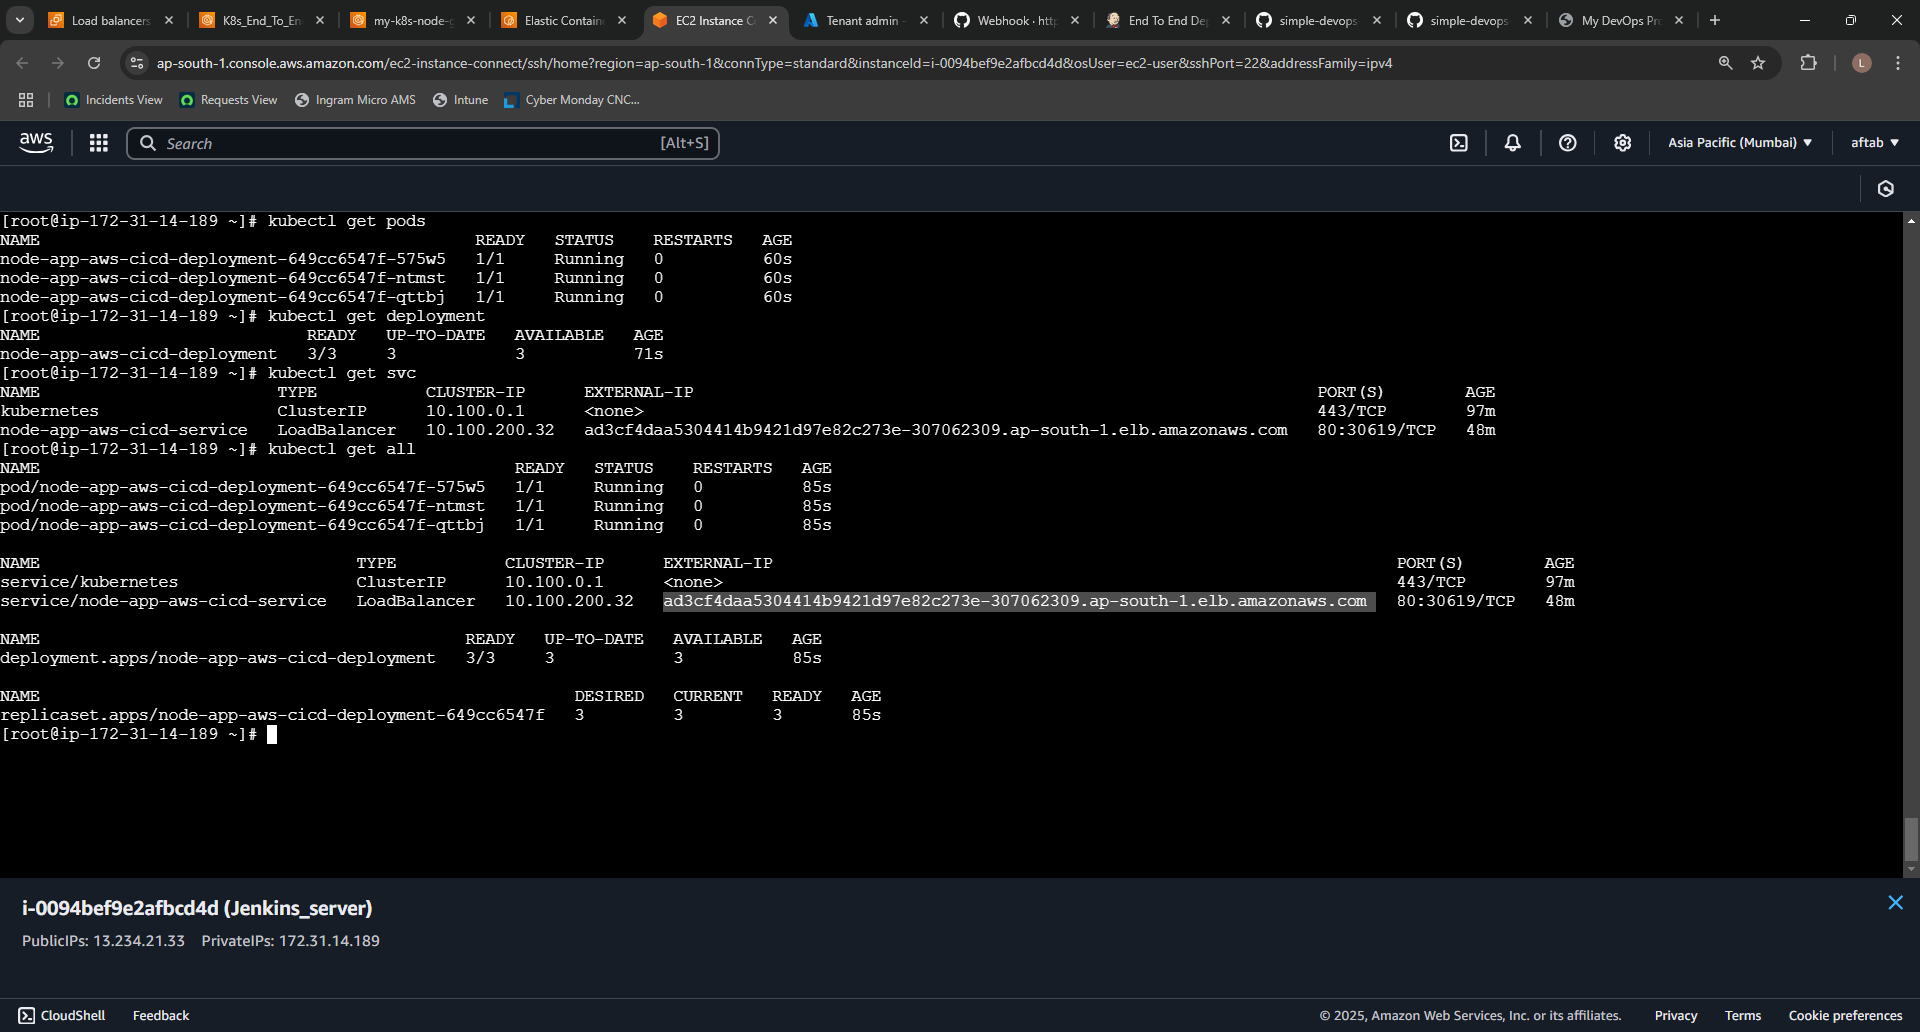 Load balancers
K8s_End_To_En
my-k8s-node-g
Elastic Contain
EC2 Instance C
Tenant admin -
Webhook · http
End To End Dep
simple-devops
simple-devops
My DevOps Pro
ap-south-1.console.aws.amazon.com/ec2-instance-connect/ssh/home?region=ap-south-1&connType=standard&instanceId=i-0094bef9e2afbcd4d&osUser=ec2-user&sshPort=22&addressFamily=ipv4
L
Incidents View
Requests View
Ingram Micro AMS
Intune
Cyber Monday CNC...
aws
Search
[Alt+S]
Asia Pacific (Mumbai)
aftab
[root@ip-172-31-14-189 ~]# kubectl get pods
NAME READY STATUS RESTARTS AGE
node-app-aws-cicd-deployment-649cc6547f-575w5 1/1 Running 0 60s
node-app-aws-cicd-deployment-649cc6547f-ntmst 1/1 Running 0 60s
node-app-aws-cicd-deployment-649cc6547f-qttbj 1/1 Running 0 60s
[root@ip-172-31-14-189 ~]# kubectl get deployment
NAME READY UP-TO-DATE AVAILABLE AGE
node-app-aws-cicd-deployment 3/3 3 3 71s
[root@ip-172-31-14-189 ~]# kubectl get svc
NAME TYPE CLUSTER-IP EXTERNAL-IP PORT(S) AGE
kubernetes ClusterIP 10.100.0.1 <none> 443/TCP 97m
node-app-aws-cicd-service LoadBalancer 10.100.200.32 ad3cf4daa5304414b9421d97e82c273e-307062309.ap-south-1.elb.amazonaws.com 80:30619/TCP 48m
[root@ip-172-31-14-189 ~]# kubectl get all
NAME READY STATUS RESTARTS AGE
pod/node-app-aws-cicd-deployment-649cc6547f-575w5 1/1 Running 0 85s
pod/node-app-aws-cicd-deployment-649cc6547f-ntmst 1/1 Running 0 85s
pod/node-app-aws-cicd-deployment-649cc6547f-qttbj 1/1 Running 0 85s
NAME TYPE CLUSTER-IP EXTERNAL-IP PORT(S) AGE
service/kubernetes ClusterIP 10.100.0.1 <none> 443/TCP 97m
service/node-app-aws-cicd-service LoadBalancer 10.100.200.32 ad3cf4daa5304414b9421d97e82c273e-307062309.ap-south-1.elb.amazonaws.com 80:30619/TCP 48m
NAME READY UP-TO-DATE AVAILABLE AGE
deployment.apps/node-app-aws-cicd-deployment 3/3 3 3 85s
NAME DESIRED CURRENT READY AGE
replicaset.apps/node-app-aws-cicd-deployment-649cc6547f 3 3 3 85s
[root@ip-172-31-14-189 ~]#
i-0094bef9e2afbcd4d (Jenkins_server)
PublicIPs: 13.234.21.33 PrivateIPs: 172.31.14.189
CloudShell
Feedback
© 2025, Amazon Web Services, Inc. or its affiliates.
Privacy
Terms
Cookie preferences